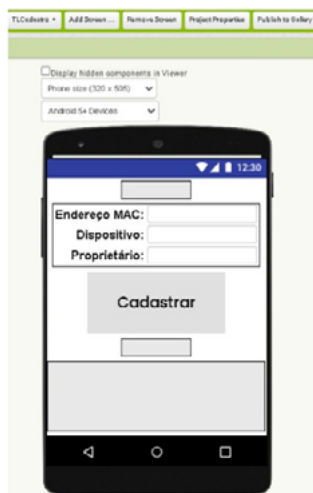 TLCadastro Add Screen ... Remove Screen Project Properties Publish to Gallery
Display hidden components in Viewer
Phone size (320 x 505)
Android 5+ Devices
12:30
Endereço MAC:
Dispositivo:
Proprietário:
Cadastrar